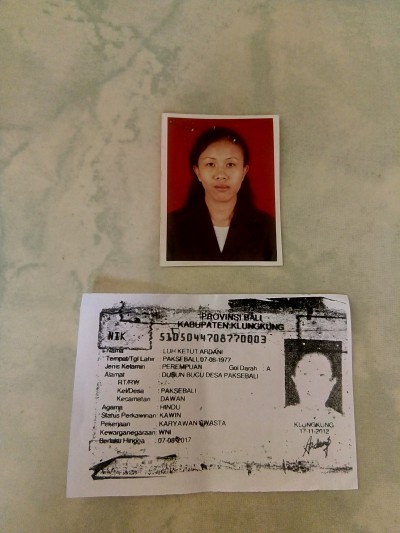 PROVINSI BALI
KABUPATEN KLUNGKUNG
NIK 5105044708770003
Nama : LUH KETUT ARDANI
Tempat/Tgl Lahir : PAKSEBALI, 07-08-1977
Jenis Kelamin : PEREMPUAN Gol Darah : A
Alamat : DUSUN BUGU DESA PAKSEBALI
RT/RW : - / -
Kel/Desa : PAKSEBALI
Kecamatan : DAWAN
Agama : HINDU
Status Perkawinan : KAWIN
Pekerjaan : KARYAWAN SWASTA
Kewarganegaraan : WNI
Berlaku Hingga : 07-08-2017
KLUNGKUNG
17-11-2012